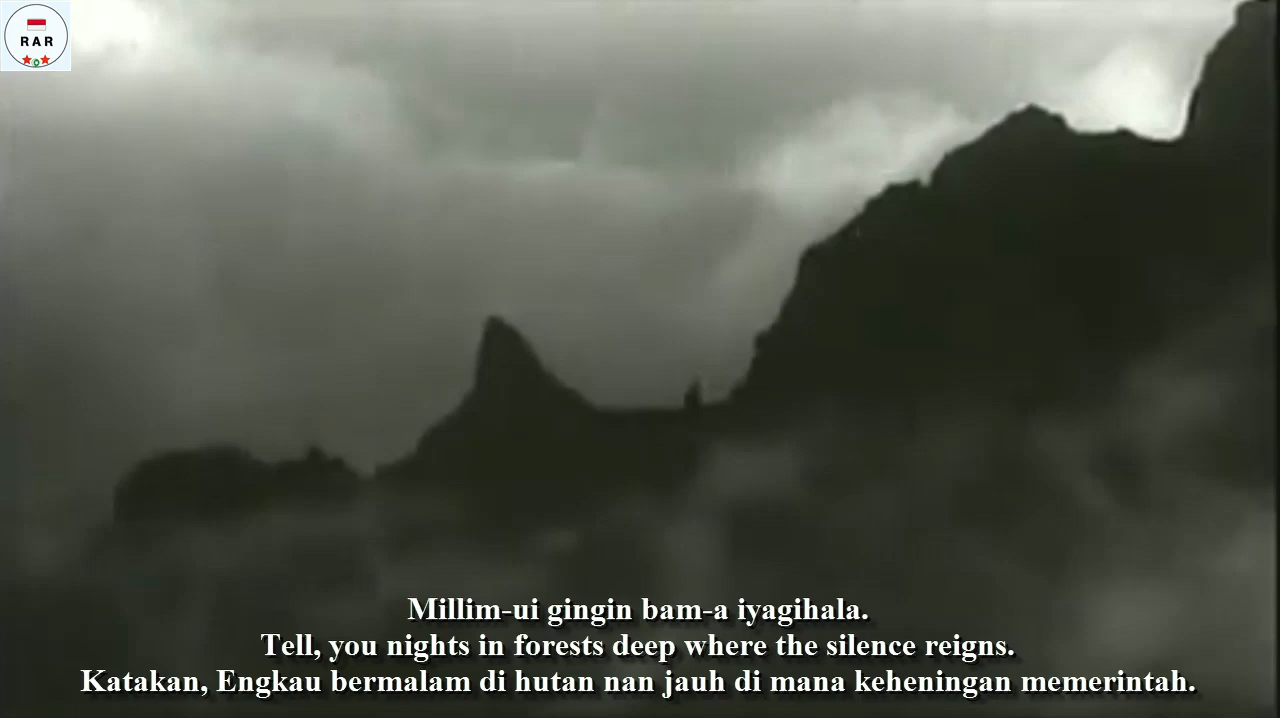 RAR
Millim-ui gingin bam-a iyagihala.
Tell, you nights in forests deep where the silence reigns.
Katakan, Engkau bermalam di hutan nan jauh di mana keheningan memerintah.